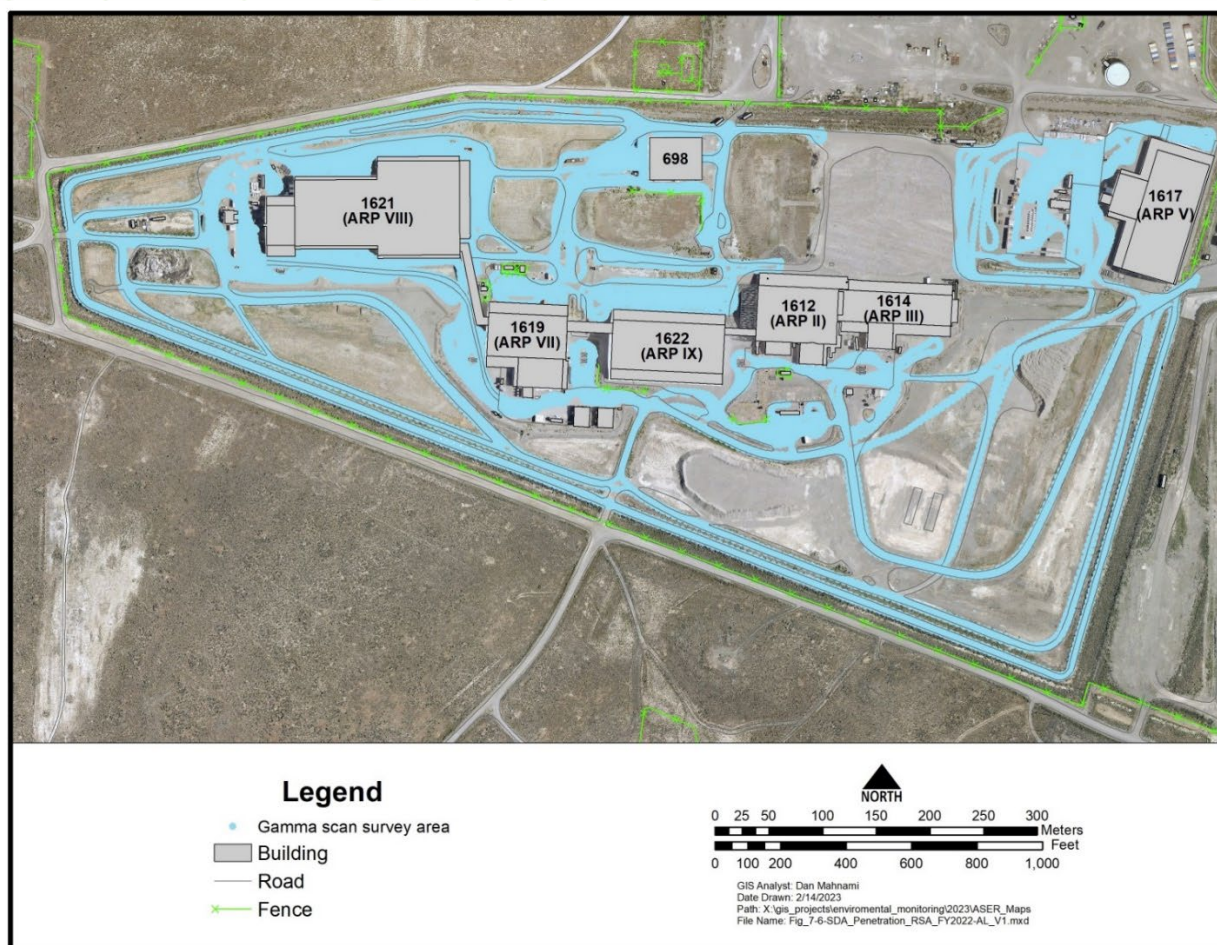 698
1621
(ARP VIII)
1617
(ARP V)
1612
(ARP II)
1614
(ARP III)
1619
(ARP VII)
1622
(ARP IX)
Legend
Gamma scan survey area
Building
Road
Fence
NORTH
0 25 50 100 150 200 250 300
Meters
Feet
0 100 200 400 600 800 1,000
GIS Analyst: Dan Mahnami
Date Drawn: 2/14/2023
Path: X:\gis_projects\enviromental_monitoring\2023\ASER_Maps
File Name: Fig_7-6-SDA_Penetration_RSA_FY2022-AL_V1.mxd